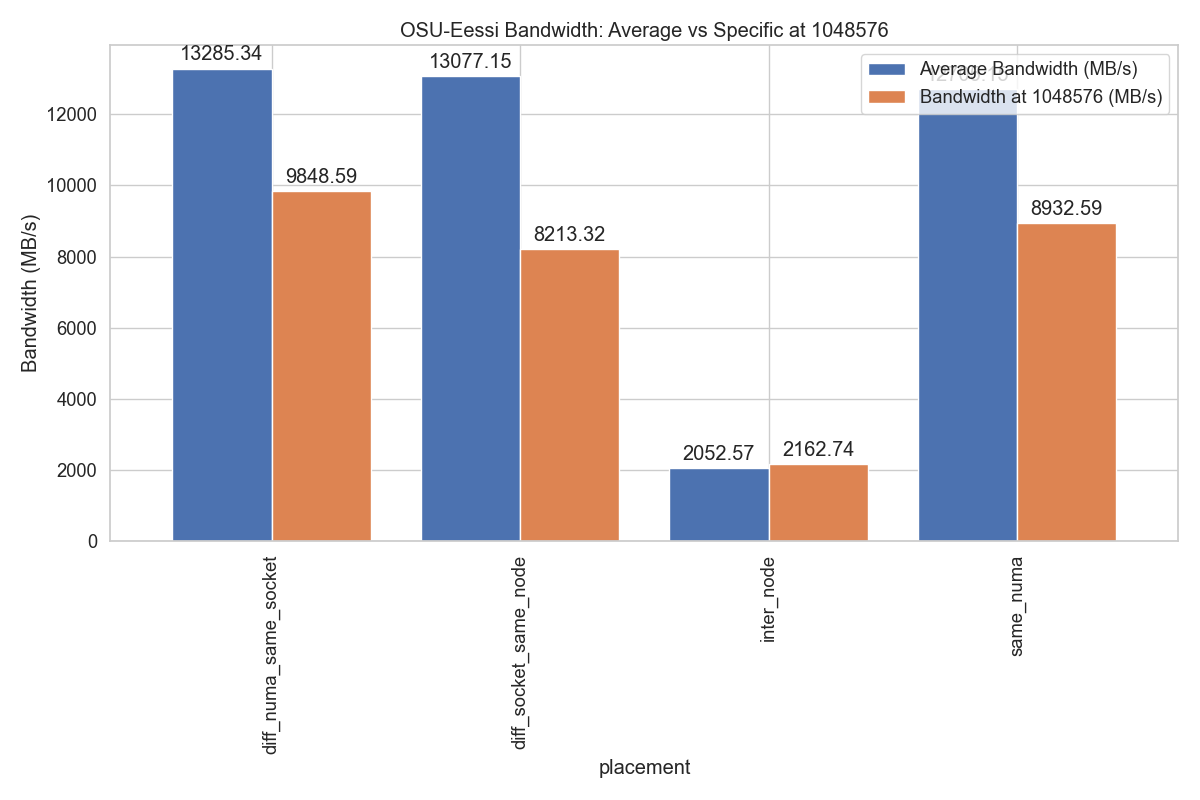 OSU-Eessi Bandwidth: Average vs Specific at 1048576
13285.34
13077.15
Average Bandwidth (MB/s)
Bandwidth at 1048576 (MB/s)
12000
9848.59
10000
8932.59
8213.32
8000
Bandwidth (MB/s)
6000
4000
2052.57
2162.74
2000
0
diff_numa_same_socket
diff_socket_same_node
inter_node
same_numa
placement